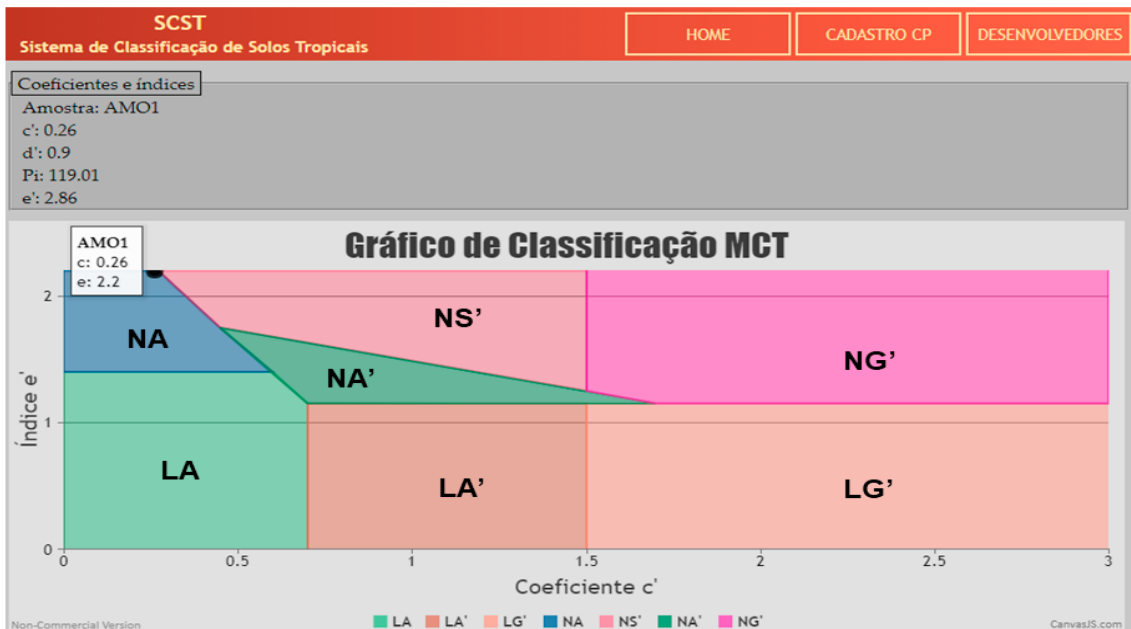 SCST
Sistema de Classificação de Solos Tropicais
HOME
CADASTRO CP
DESENVOLVEDORES
Coeficientes e índices
Amostra: AMO1
c': 0.26
d': 0.9
Pi: 119.01
e': 2.86
Gráfico de Classificação MCT
AMO1
c: 0.26
e: 2.2
2
1
0
Índice e'
NA
NS’
NA’
NG’
LA
LA’
LG’
0
0.5
1
1.5
2
2.5
3
Coeficiente c'
LA LA' LG' NA NS' NA' NG'
Non-Commercial Version
CanvasJS.com